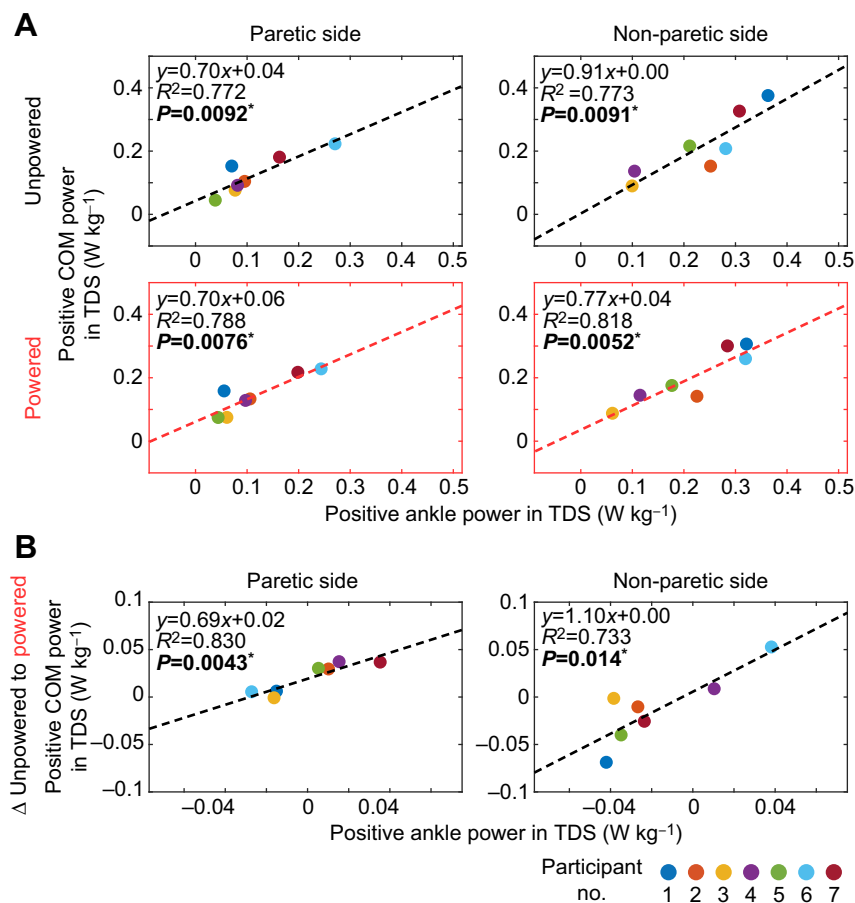 A
Paretic side
Non-paretic side
Unpowered
Powered
Positive COM power
in TDS (W kg⁻¹)
y=0.70x+0.04
R²=0.772
P=0.0092*
0.4
0.2
0
0 0.1 0.2 0.3 0.4 0.5
y=0.91x+0.00
R²=0.773
P=0.0091*
0.4
0.2
0
0 0.1 0.2 0.3 0.4 0.5
y=0.70x+0.06
R²=0.788
P=0.0076*
0.4
0.2
0
0 0.1 0.2 0.3 0.4 0.5
y=0.77x+0.04
R²=0.818
P=0.0052*
0.4
0.2
0
0 0.1 0.2 0.3 0.4 0.5
Positive ankle power in TDS (W kg⁻¹)
B
Paretic side
Non-paretic side
Δ Unpowered to powered
Positive COM power
in TDS (W kg⁻¹)
y=0.69x+0.02
R²=0.830
P=0.0043*
0.1
0.05
0
−0.05
−0.1
−0.04 0 0.04
y=1.10x+0.00
R²=0.733
P=0.014*
0.1
0.05
0
−0.05
−0.1
−0.04 0 0.04
Positive ankle power in TDS (W kg⁻¹)
Participant
no.
1 2 3 4 5 6 7